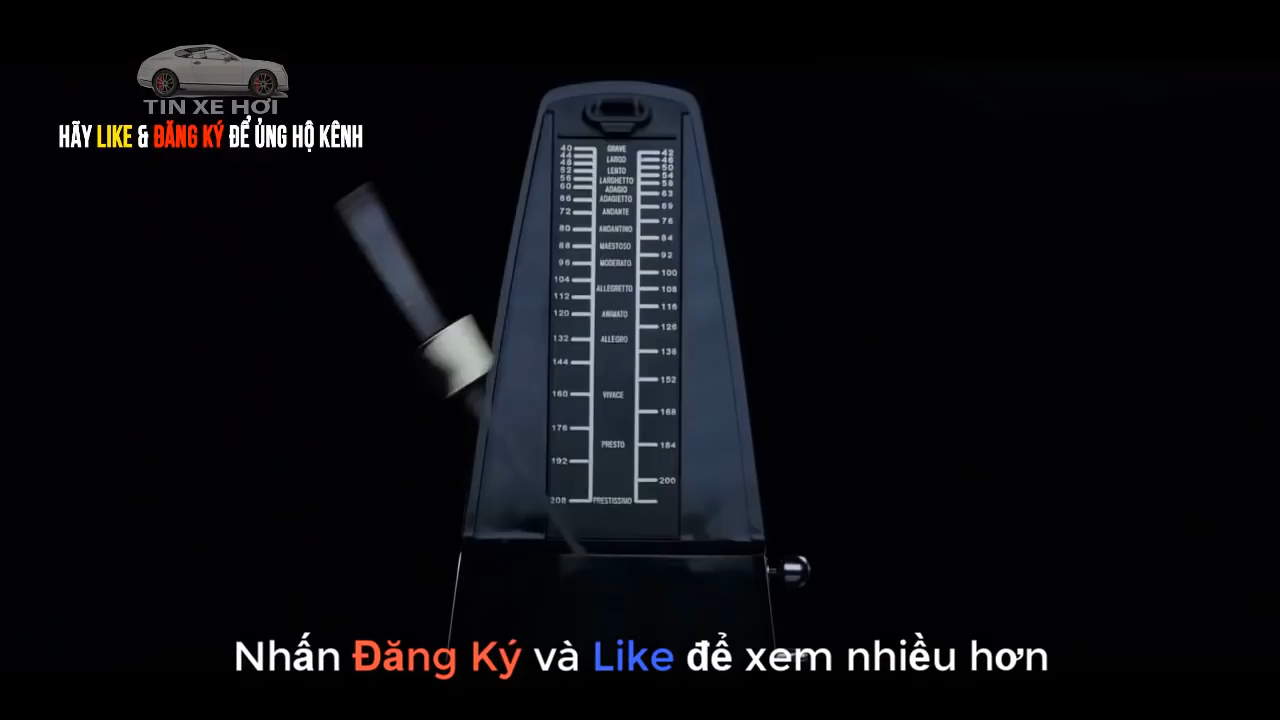 TIN XE HƠI
HÃY LIKE & ĐĂNG KÝ ĐỂ ỦNG HỘ KÊNH
40 GRAVE 42
44 LARGO 46
48 LENTO 50
52 LARGHETTO 54
56 ADAGIO 58
60 ADAGIETTO 63
66 ANDANTE 69
72 ANDANTINO 76
80 MAESTOSO 84
88 MODERATO 92
96 ALLEGRETTO 100
104 ANIMATO 108
112 ALLEGRO 116
120 VIVACE 126
132 PRESTO 138
144 PRESTISSIMO 152
160 168
176 184
192 200
208
Nhấn Đăng Ký và Like để xem nhiều hơn